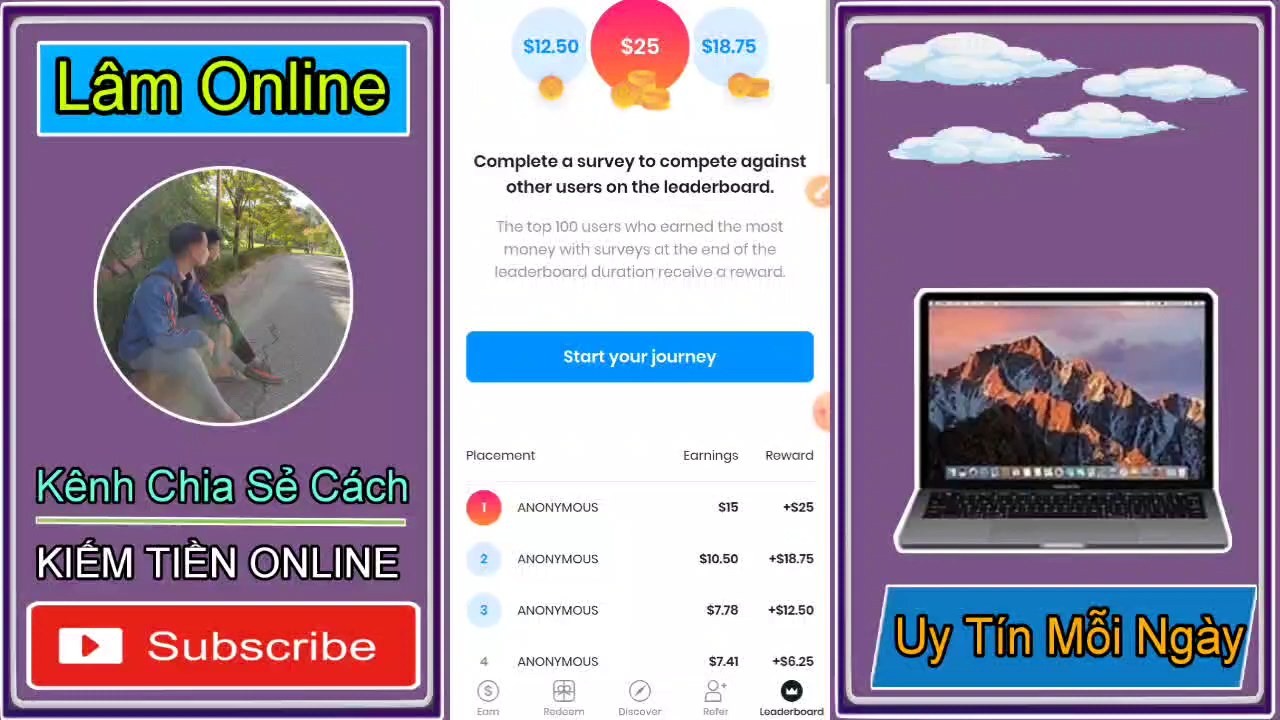 Lâm Online
Kênh Chia Sẻ Cách
KIẾM TIỀN ONLINE
Subscribe
$12.50
$25
$18.75
Complete a survey to compete against
other users on the leaderboard.
The top 100 users who earned the most
money with surveys at the end of the
leaderboard duration receive a reward.
Start your journey
Placement Earnings Reward
1 ANONYMOUS $15 +$25
2 ANONYMOUS $10.50 +$18.75
3 ANONYMOUS $7.78 +$12.50
4 ANONYMOUS $7.41 +$6.25
Earn Redeem Discover Refer Leaderboard
Uy Tín Mỗi Ngày